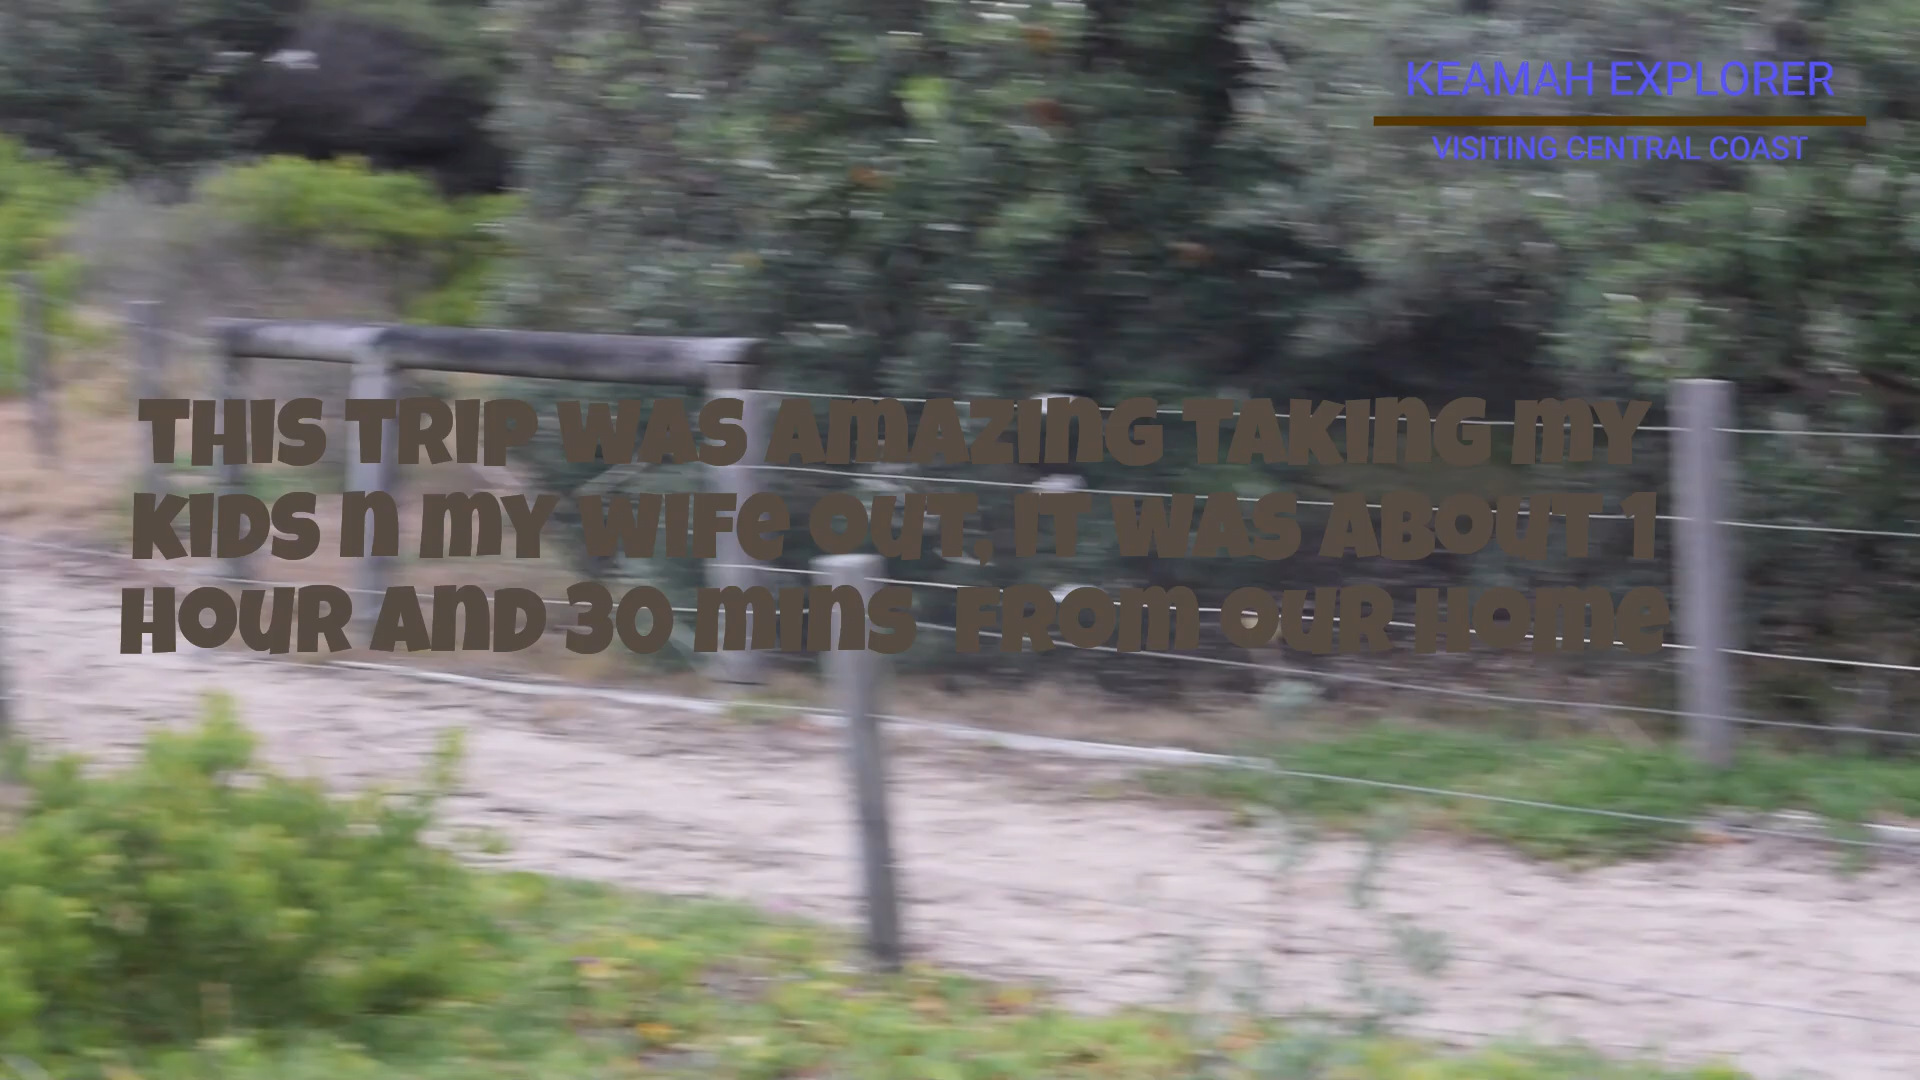 KEAMAH EXPLORER
VISITING CENTRAL COAST
THIS TRIP WAS AMAZING TAKING MY
KIDS N MY WIFE OUT, IT WAS ABOUT 1
HOUR AND 30 MINS FROM OUR HOME